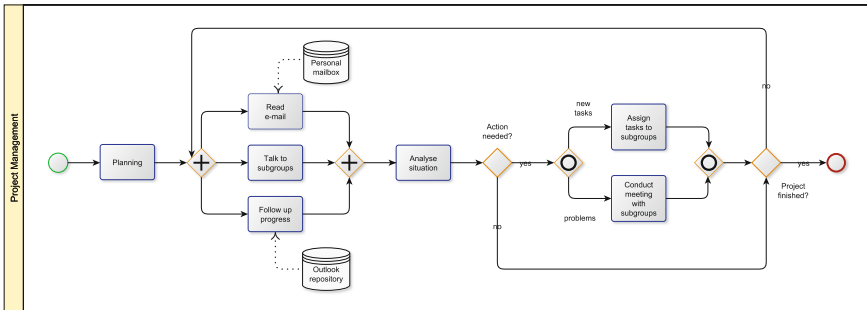 Project Management
Planning
Personal
mailbox
Read
e-mail
Talk to
subgroups
Follow up
progress
Outlook
repository
Analyse
situation
Action
needed?
yes
no
new
tasks
problems
Assign
tasks to
subgroups
Conduct
meeting
with
subgroups
no
yes
Project
finished?